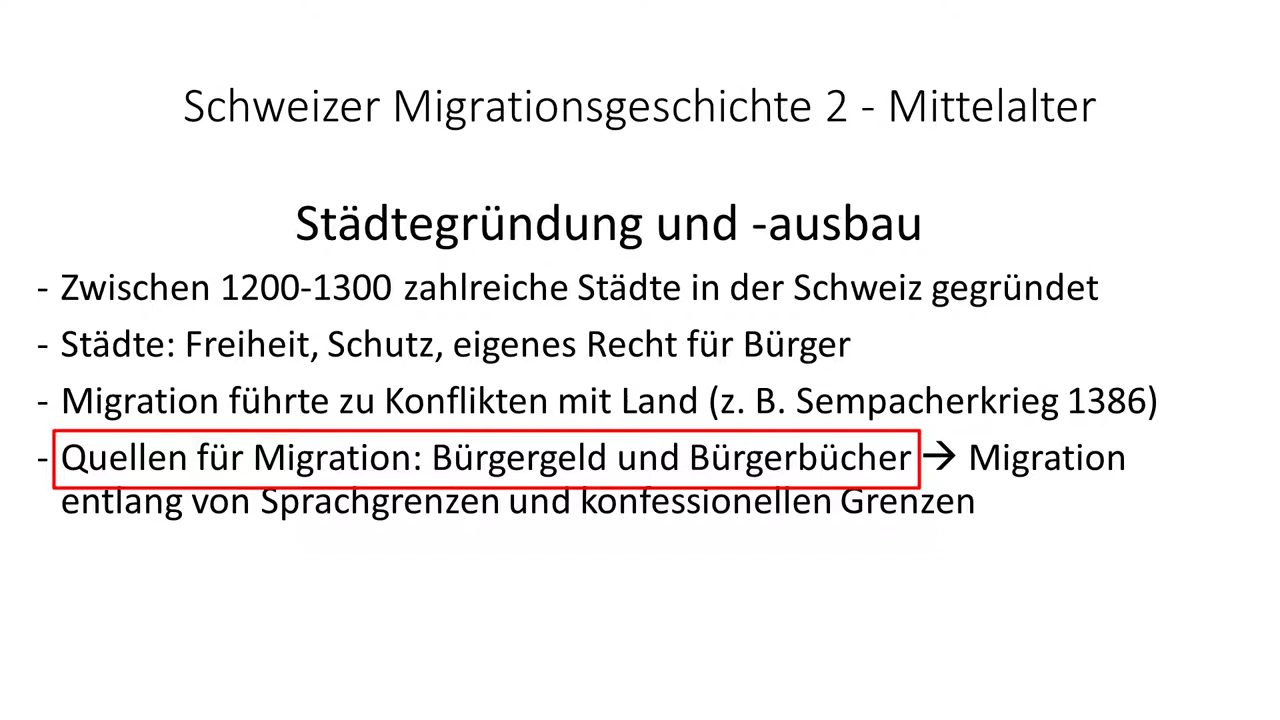 Schweizer Migrationsgeschichte 2 - Mittelalter
Städtegründung und -ausbau
- Zwischen 1200-1300 zahlreiche Städte in der Schweiz gegründet
- Städte: Freiheit, Schutz, eigenes Recht für Bürger
- Migration führte zu Konflikten mit Land (z. B. Sempacherkrieg 1386)
- Quellen für Migration: Bürgergeld und Bürgerbücher → Migration
entlang von Sprachgrenzen und konfessionellen Grenzen